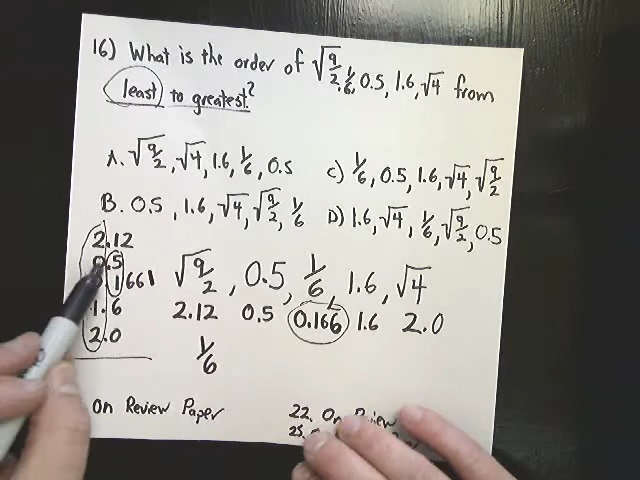 16) What is the order of √9/2, 1/6, 0.5, 1.6, √4 from
least to greatest?
A. √9/2, √4, 1.6, 1/6, 0.5
C) 1/6, 0.5, 1.6, √4, √9/2
B. 0.5, 1.6, √4, √9/2, 1/6
D) 1.6, √4, 1/6, √9/2, 0.5
2.12
0.5
.1661
1.6
2.0
√9/2, 0.5, 1/6, 1.6, √4
2.12 0.5 0.166 1.6 2.0
1/6
On Review Paper
22. On
25.